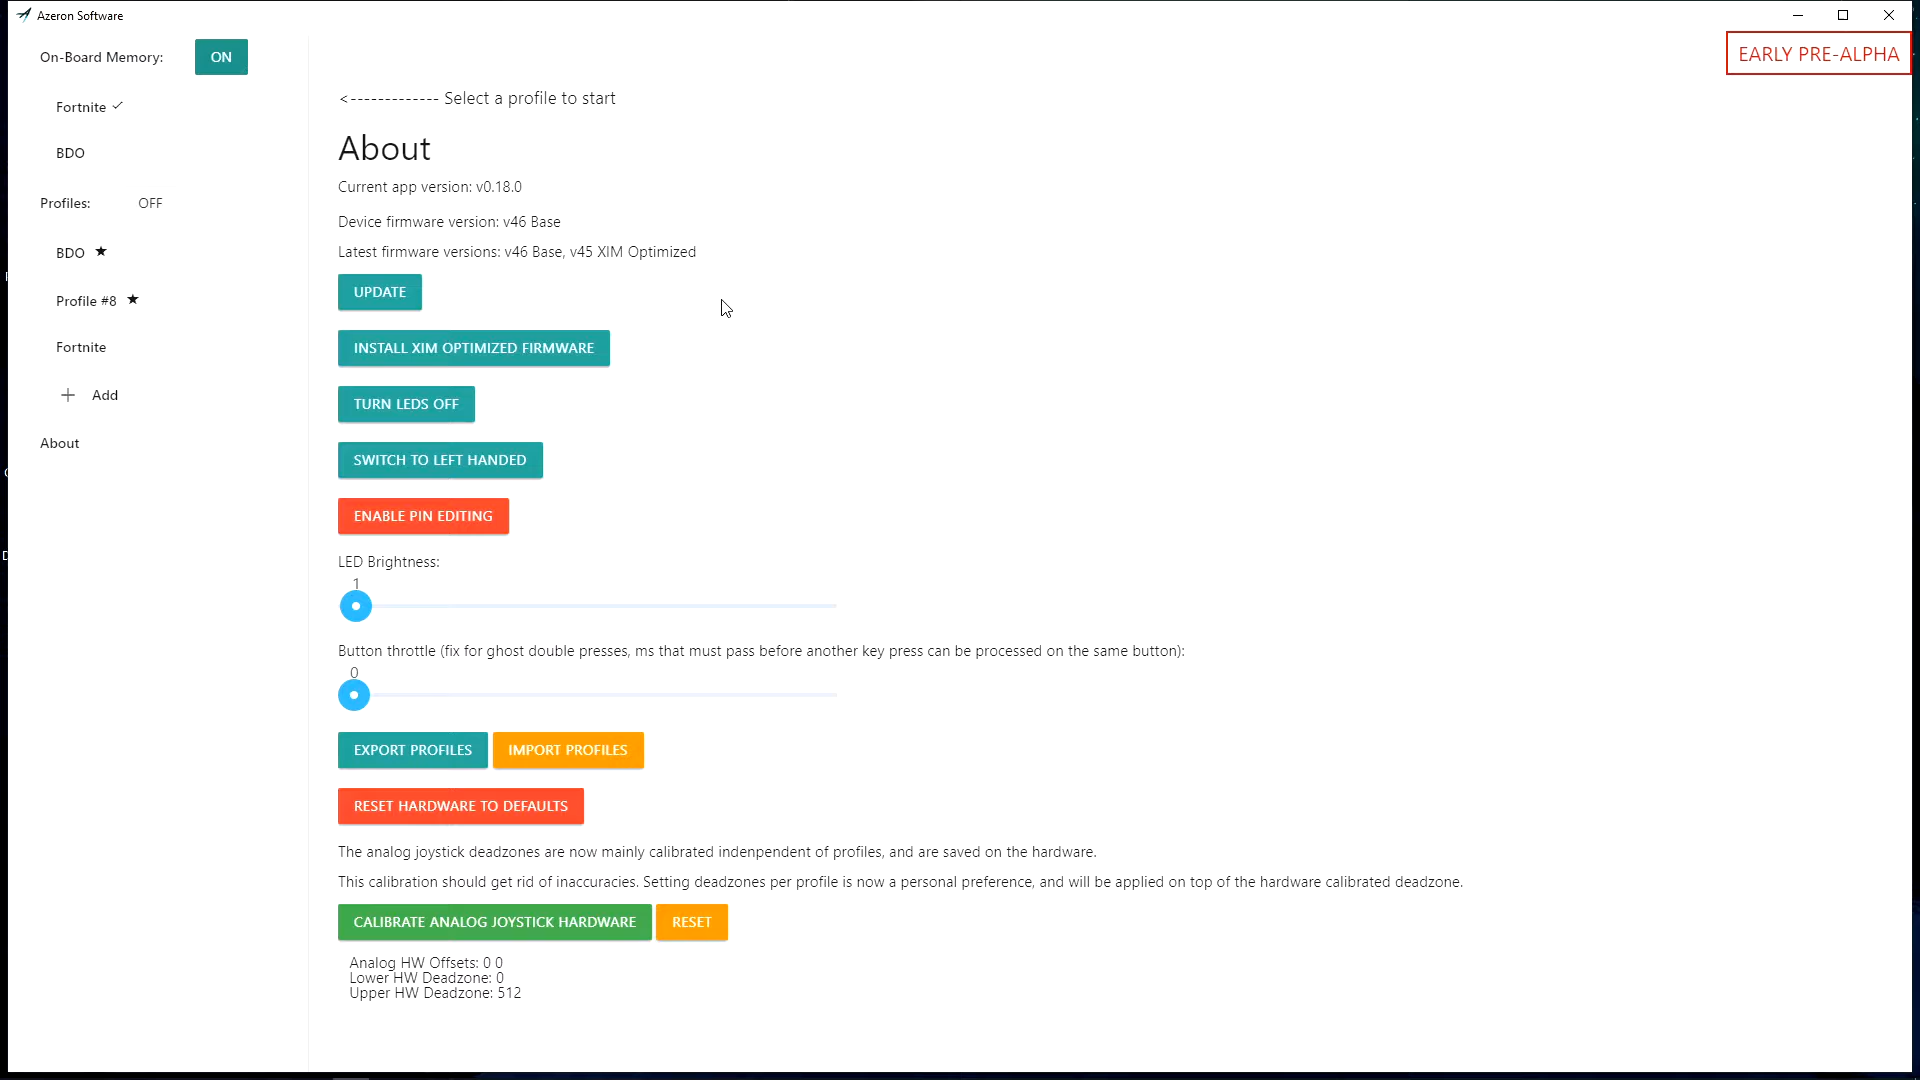 Azeron Software
On-Board Memory:
ON
EARLY PRE-ALPHA
Fortnite
BDO
Profiles:
OFF
BDO
Profile #8
Fortnite
Add
About
<------------- Select a profile to start
About
Current app version: v0.18.0
Device firmware version: v46 Base
Latest firmware versions: v46 Base, v45 XIM Optimized
UPDATE
INSTALL XIM OPTIMIZED FIRMWARE
TURN LEDS OFF
SWITCH TO LEFT HANDED
ENABLE PIN EDITING
LED Brightness:
1
Button throttle (fix for ghost double presses, ms that must pass before another key press can be processed on the same button):
0
EXPORT PROFILES
IMPORT PROFILES
RESET HARDWARE TO DEFAULTS
The analog joystick deadzones are now mainly calibrated indenpendent of profiles, and are saved on the hardware.
This calibration should get rid of inaccuracies. Setting deadzones per profile is now a personal preference, and will be applied on top of the hardware calibrated deadzone.
CALIBRATE ANALOG JOYSTICK HARDWARE
RESET
Analog HW Offsets: 0 0
Lower HW Deadzone: 0
Upper HW Deadzone: 512